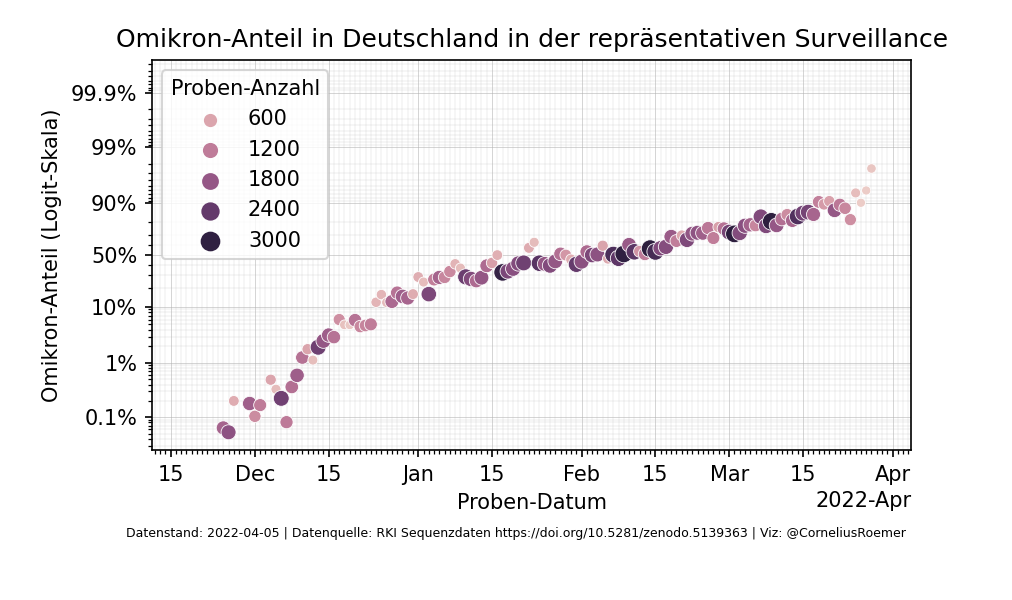 Omikron-Anteil in Deutschland in der repräsentativen Surveillance
Omikron-Anteil (Logit-Skala)
99.9%
99%
90%
50%
10%
1%
0.1%
Proben-Anzahl
600
1200
1800
2400
3000
15 Dec 15 Jan 15 Feb 15 Mar 15 Apr
Proben-Datum
2022-Apr
Datenstand: 2022-04-05 | Datenquelle: RKI Sequenzdaten https://doi.org/10.5281/zenodo.5139363 | Viz: @CorneliusRoemer